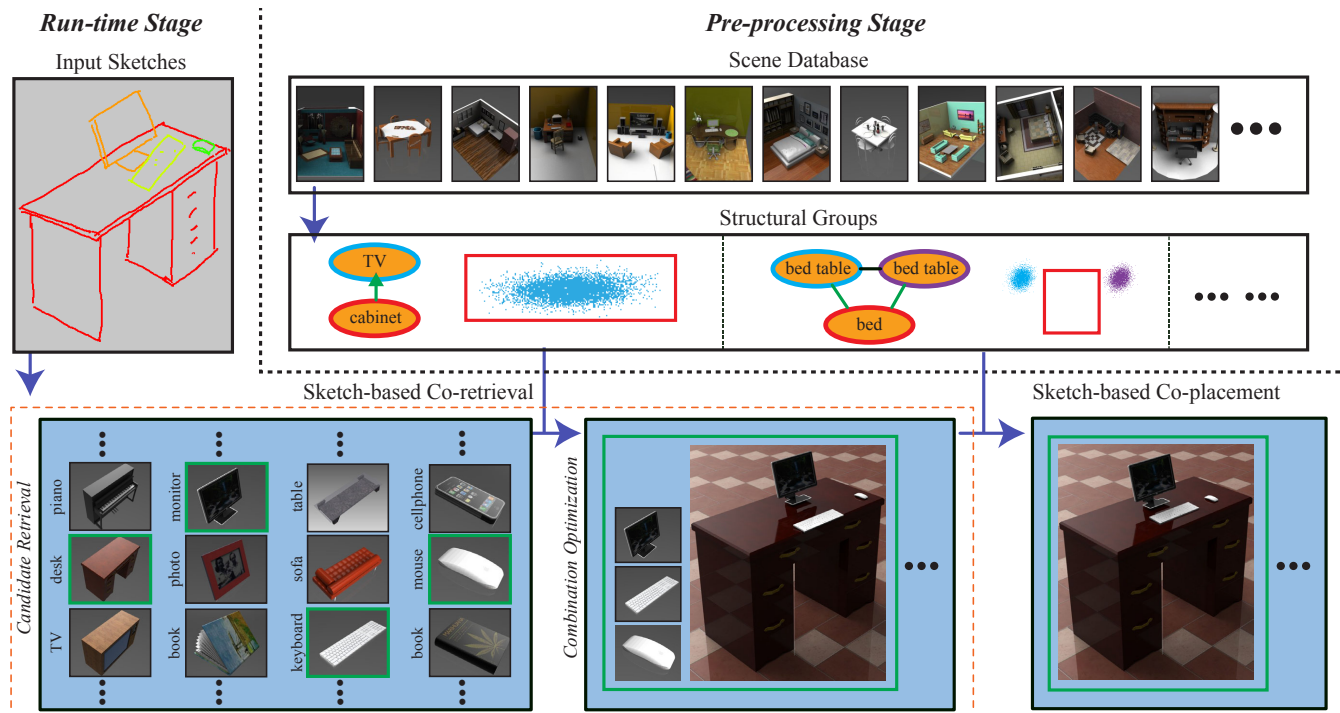 Run-time Stage
Pre-processing Stage
Input Sketches
Scene Database
Structural Groups
TV
cabinet
bed table
bed table
bed
Sketch-based Co-retrieval
Sketch-based Co-placement
Candidate Retrieval
piano
monitor
table
cellphone
desk
photo
sofa
mouse
TV
book
keyboard
book
Combination Optimization